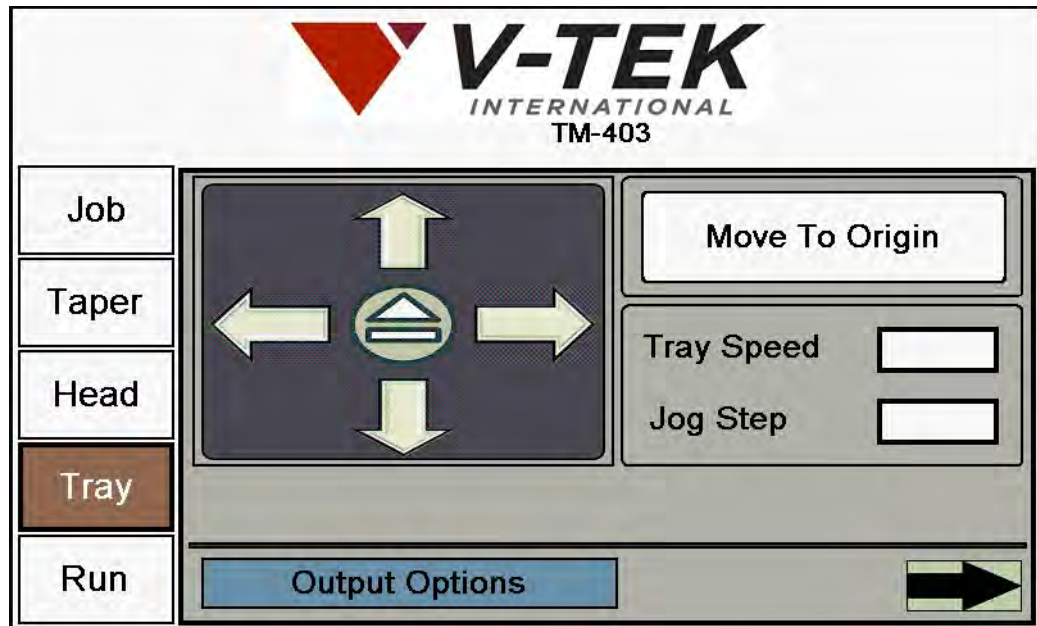 V-TEK
INTERNATIONAL
TM-403
Job
Taper
Head
Tray
Run
Move To Origin
Tray Speed
Jog Step
Output Options